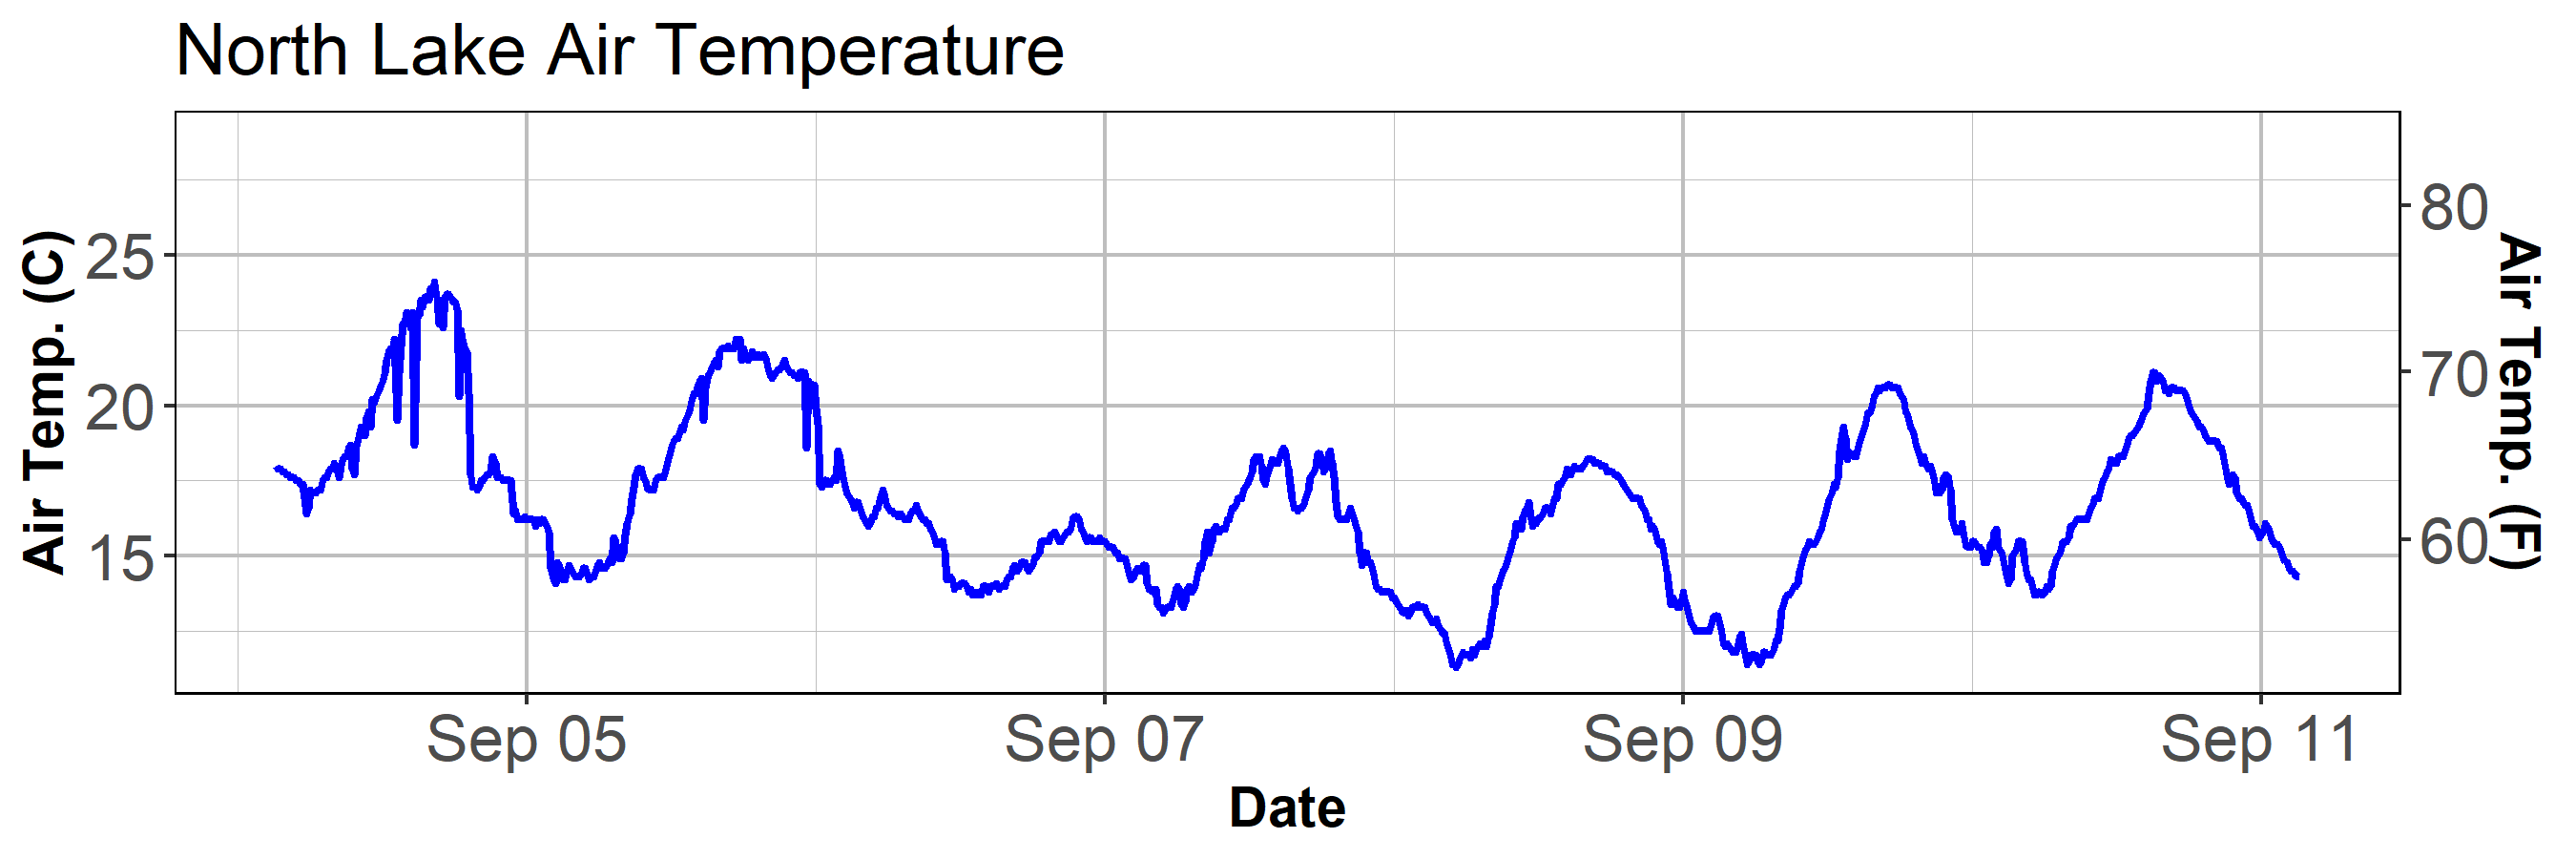 North Lake Air Temperature
Air Temp. (C)
25
20
15
80
70
60
Air Temp. (F)
Sep 05 Sep 07 Sep 09 Sep 11
Date